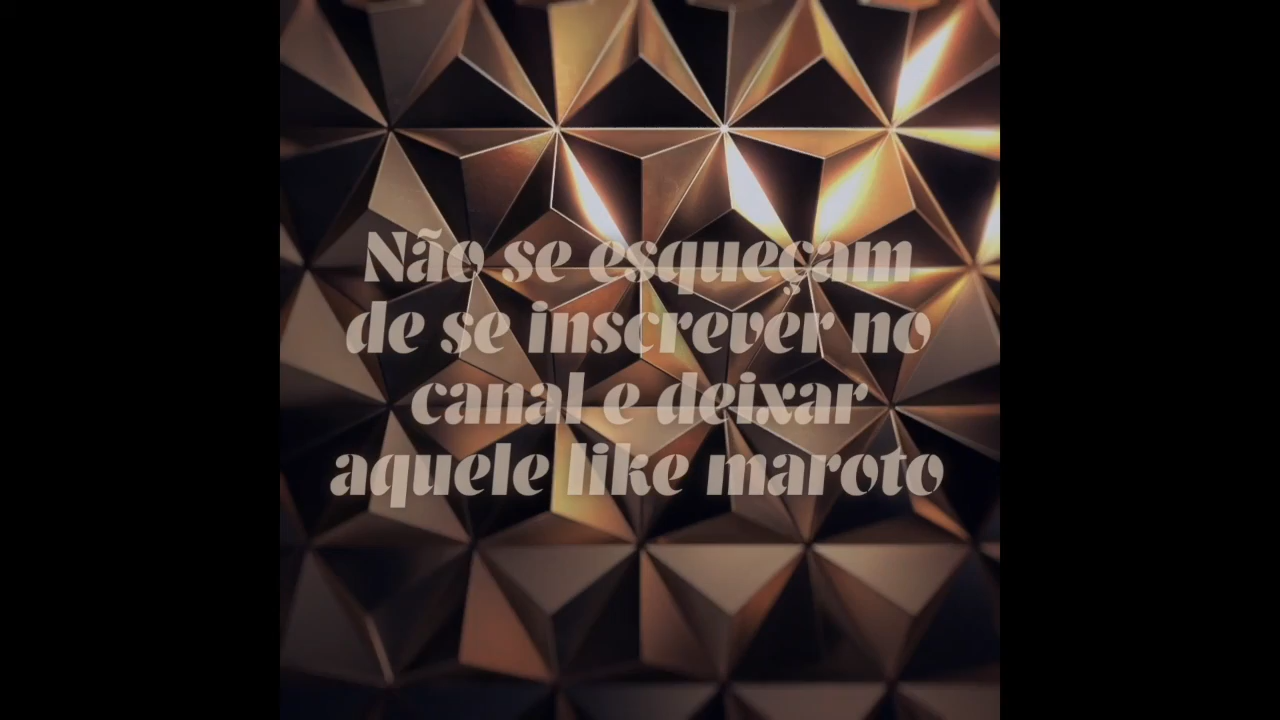 Não se esqueçam
de se inscrever no
canal e deixar
aquele like maroto